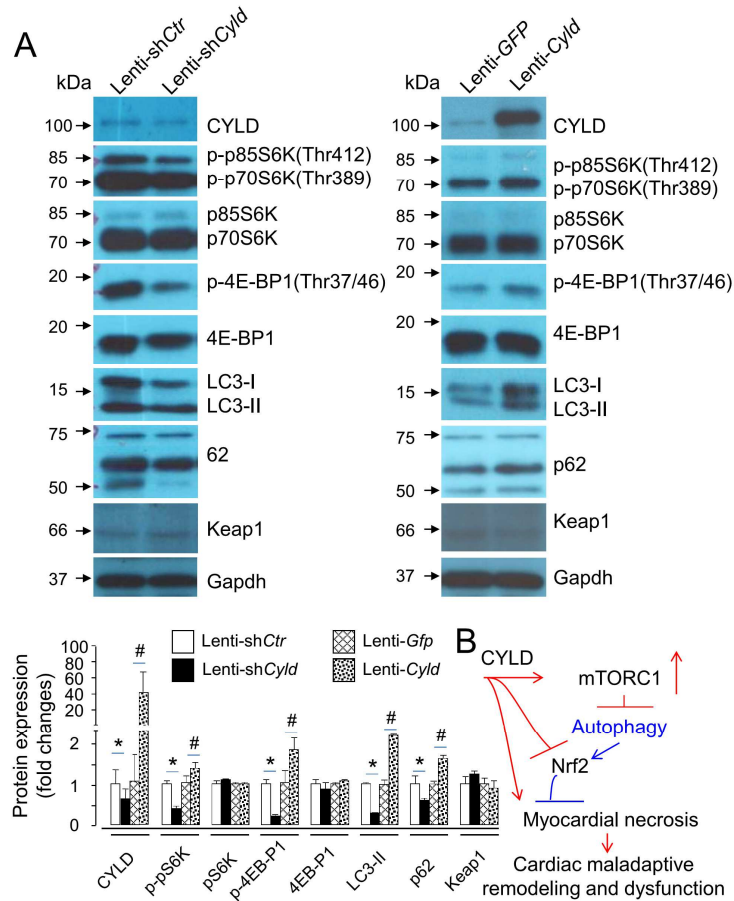 A
Lenti-shCtr
Lenti-shCyld
kDa
100
CYLD
85
p-p85S6K(Thr412)
70
p-p70S6K(Thr389)
85
p85S6K
70
p70S6K
20
p-4E-BP1(Thr37/46)
20
4E-BP1
15
LC3-I
LC3-II
75
62
50
66
Keap1
37
Gapdh
Lenti-GFP
Lenti-Cyld
kDa
100
CYLD
85
p-p85S6K(Thr412)
70
p-p70S6K(Thr389)
85
p85S6K
70
p70S6K
20
p-4E-BP1(Thr37/46)
20
4E-BP1
15
LC3-I
LC3-II
75
p62
50
66
Keap1
37
Gapdh
Protein expression
(fold changes)
100
80
60
40
20
2
1
0
Lenti-shCtr
Lenti-shCyld
Lenti-Gfp
Lenti-Cyld
* # * # * # * # * #
CYLD
p-pS6K
pS6K
p-4EB-P1
4EB-P1
LC3-II
p62
Keap1
B
CYLD
mTORC1
Autophagy
Nrf2
Myocardial necrosis
Cardiac maladaptive
remodeling and dysfunction